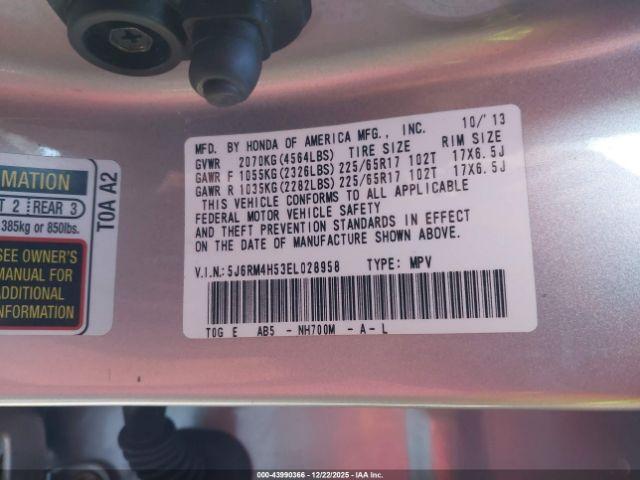 MFD. BY HONDA OF AMERICA MFG., INC. 10/'13
GVWR 2070KG(4564LBS) TIRE SIZE RIM SIZE
GAWR F 1055KG(2326LBS) 225/65R17 102T 17X6.5J
GAWR R 1035KG(2282LBS) 225/65R17 102T 17X6.5J
THIS VEHICLE CONFORMS TO ALL APPLICABLE
FEDERAL MOTOR VEHICLE SAFETY
AND THEFT PREVENTION STANDARDS IN EFFECT
ON THE DATE OF MANUFACTURE SHOWN ABOVE.
V.I.N.:5J6RM4H53EL028958 TYPE: MPV
T0G E AB5 - NH700M - A - L
MATION
T 2 REAR 3
385kg or 850lbs.
SEE OWNER'S
MANUAL FOR
ADDITIONAL
INFORMATION
T0A A2
000-43990366 - 12/22/2025 - IAA Inc.